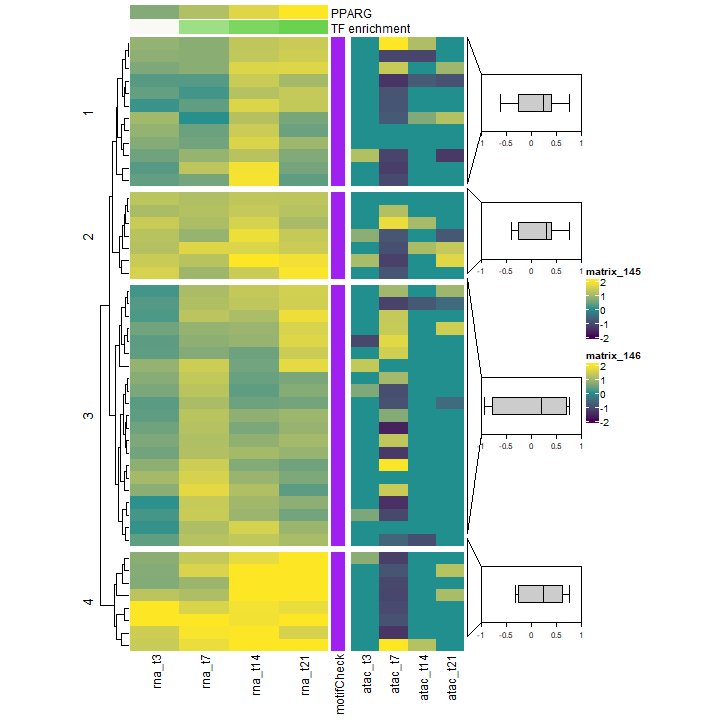 PPARG
TF enrichment
1
-1 -0.5 0 0.5 1
2
-1 -0.5 0 0.5 1
matrix_145
2
1
0
-1
-2
matrix_146
2
1
0
-1
-2
3
-1 -0.5 0 0.5 1
4
-1 -0.5 0 0.5 1
rna_t3
rna_t7
rna_t14
rna_t21
motifCheck
atac_t3
atac_t7
atac_t14
atac_t21